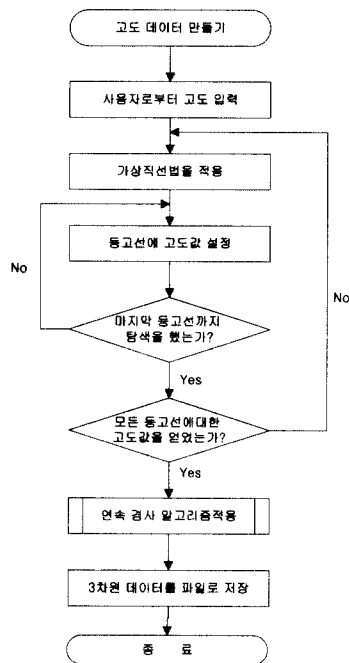 고도 데이터 만들기
사용자로부터 고도 입력
가상직선법을 적용
등고선에 고도값 설정
No
No
마지막 등고선까지
탐색을 했는가?
Yes
모든 등고선에대한
고도값을 얻었는가?
Yes
연속 경사 알고리즘적용
3차원 데이터를 파일로 저장
종 료